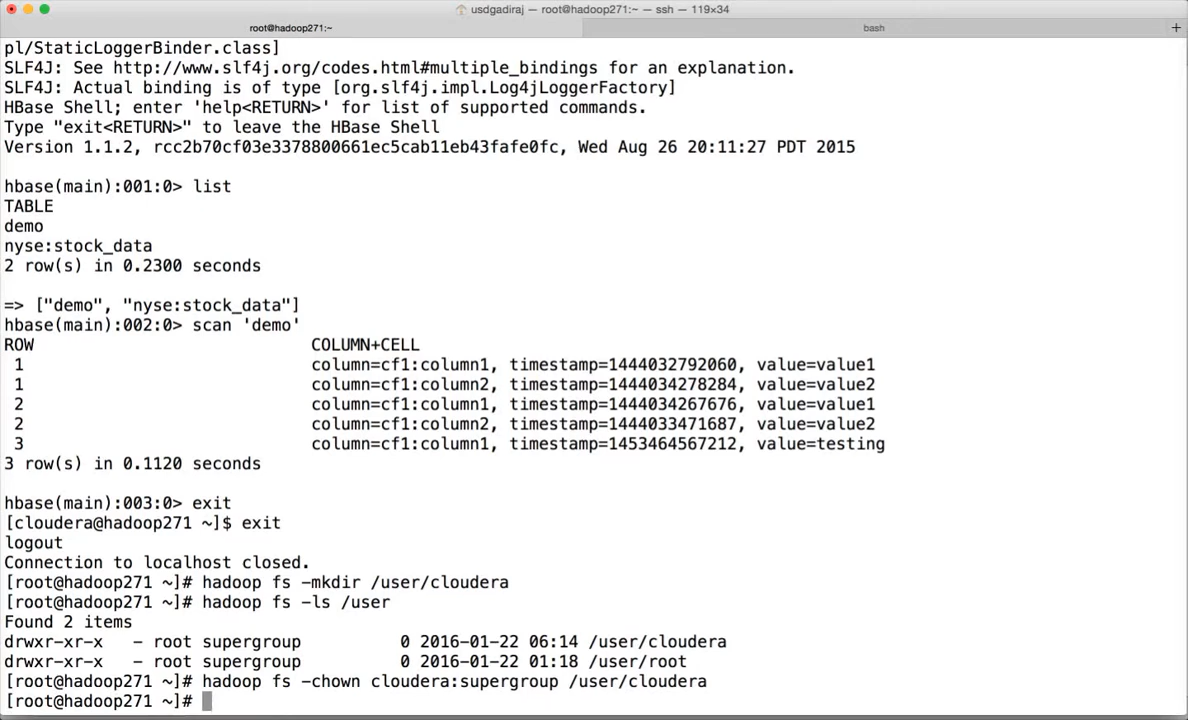 usdgadiraj — root@hadoop271:~ — ssh — 119×34
root@hadoop271:~ bash +
pl/StaticLoggerBinder.class]
SLF4J: See http://www.slf4j.org/codes.html#multiple_bindings for an explanation.
SLF4J: Actual binding is of type [org.slf4j.impl.Log4jLoggerFactory]
HBase Shell; enter 'help<RETURN>' for list of supported commands.
Type "exit<RETURN>" to leave the HBase Shell
Version 1.1.2, rcc2b70cf03e3378800661ec5cab11eb43fafe0fc, Wed Aug 26 20:11:27 PDT 2015
hbase(main):001:0> list
TABLE
demo
nyse:stock_data
2 row(s) in 0.2300 seconds
=> ["demo", "nyse:stock_data"]
hbase(main):002:0> scan 'demo'
ROW COLUMN+CELL
1 column=cf1:column1, timestamp=1444032792060, value=value1
1 column=cf1:column2, timestamp=1444034278284, value=value2
2 column=cf1:column1, timestamp=1444034267676, value=value1
2 column=cf1:column2, timestamp=1444033471687, value=value2
3 column=cf1:column1, timestamp=1453464567212, value=testing
3 row(s) in 0.1120 seconds
hbase(main):003:0> exit
[cloudera@hadoop271 ~]$ exit
logout
Connection to localhost closed.
[root@hadoop271 ~]# hadoop fs -mkdir /user/cloudera
[root@hadoop271 ~]# hadoop fs -ls /user
Found 2 items
drwxr-xr-x - root supergroup 0 2016-01-22 06:14 /user/cloudera
drwxr-xr-x - root supergroup 0 2016-01-22 01:18 /user/root
[root@hadoop271 ~]# hadoop fs -chown cloudera:supergroup /user/cloudera
[root@hadoop271 ~]#